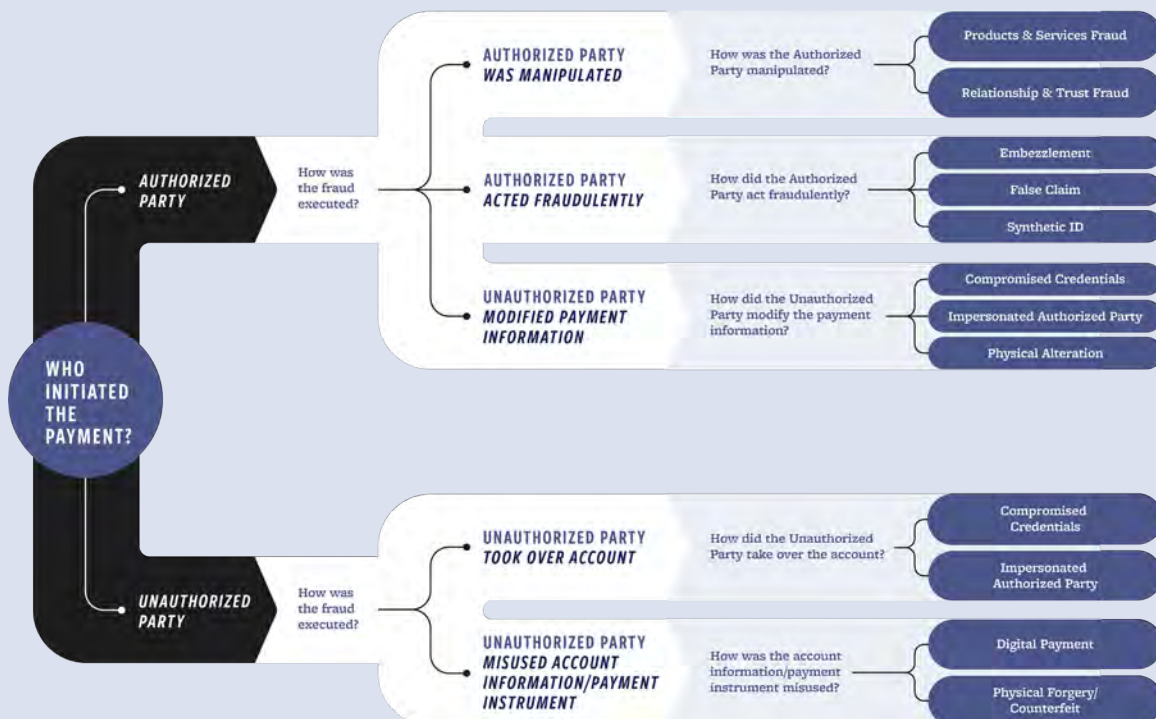 WHO
INITIATED
THE
PAYMENT?
AUTHORIZED
PARTY
How was
the fraud
executed?
AUTHORIZED PARTY
WAS MANIPULATED
How was the Authorized
Party manipulated?
Products & Services Fraud
Relationship & Trust Fraud
AUTHORIZED PARTY
ACTED FRAUDULENTLY
How did the Authorized
Party act fraudulently?
Embezzlement
False Claim
Synthetic ID
UNAUTHORIZED PARTY
MODIFIED PAYMENT
INFORMATION
How did the Unauthorized
Party modify the payment
information?
Compromised Credentials
Impersonated Authorized Party
Physical Alteration
UNAUTHORIZED
PARTY
How was
the fraud
executed?
UNAUTHORIZED PARTY
TOOK OVER ACCOUNT
How did the Unauthorized
Party take over the account?
Compromised
Credentials
Impersonated
Authorized Party
UNAUTHORIZED PARTY
MISUSED ACCOUNT
INFORMATION/PAYMENT
INSTRUMENT
How was the account
information/payment
instrument misused?
Digital Payment
Physical Forgery/
Counterfeit